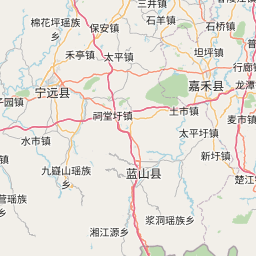 三井镇
棉花坪瑶族乡
保安镇
石羊镇
石桥镇
禾亭镇
太平镇
坦坪镇
行廊镇
宁远县
嘉禾县
龙潭
子园镇
祠堂圩镇
土市镇
麦市镇
水市镇
太平圩镇
九嶷山瑶族乡
新圩镇
蓝山县
楚江
浆洞瑶族乡
湘江源乡